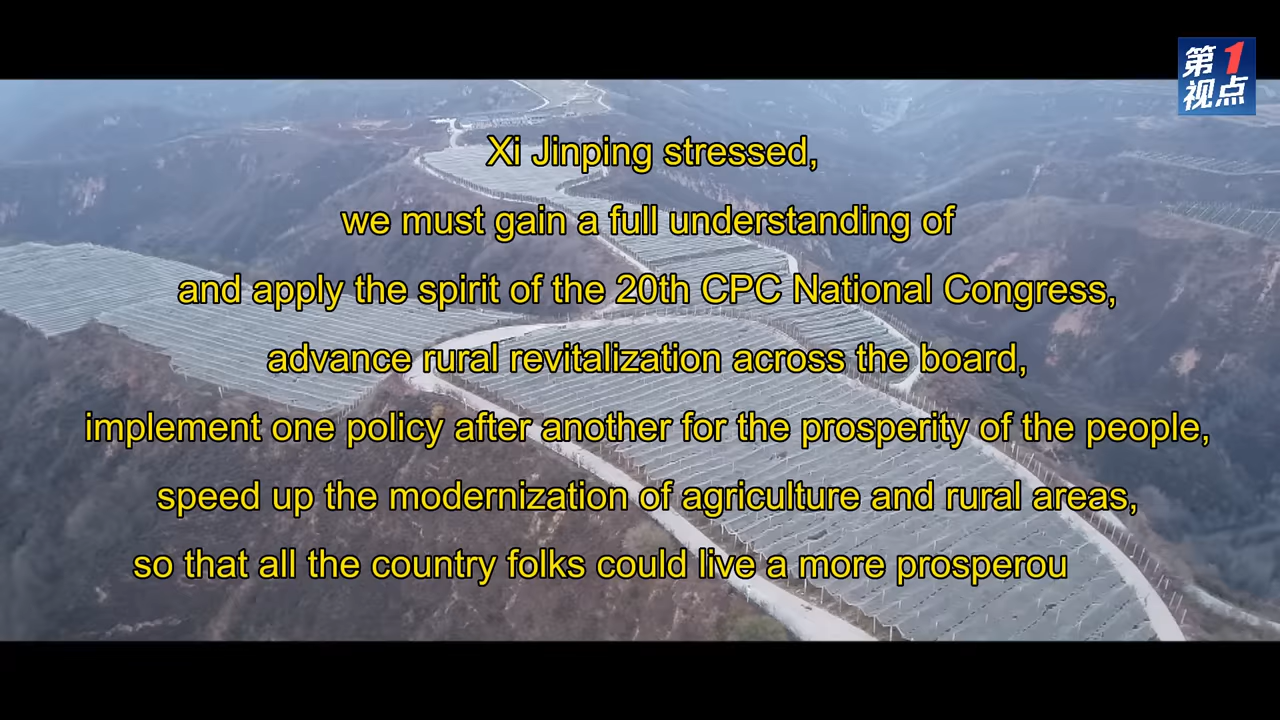 第1
视点
Xi Jinping stressed,
we must gain a full understanding of
and apply the spirit of the 20th CPC National Congress,
advance rural revitalization across the board,
implement one policy after another for the prosperity of the people,
speed up the modernization of agriculture and rural areas,
so that all the country folks could live a more prosperou